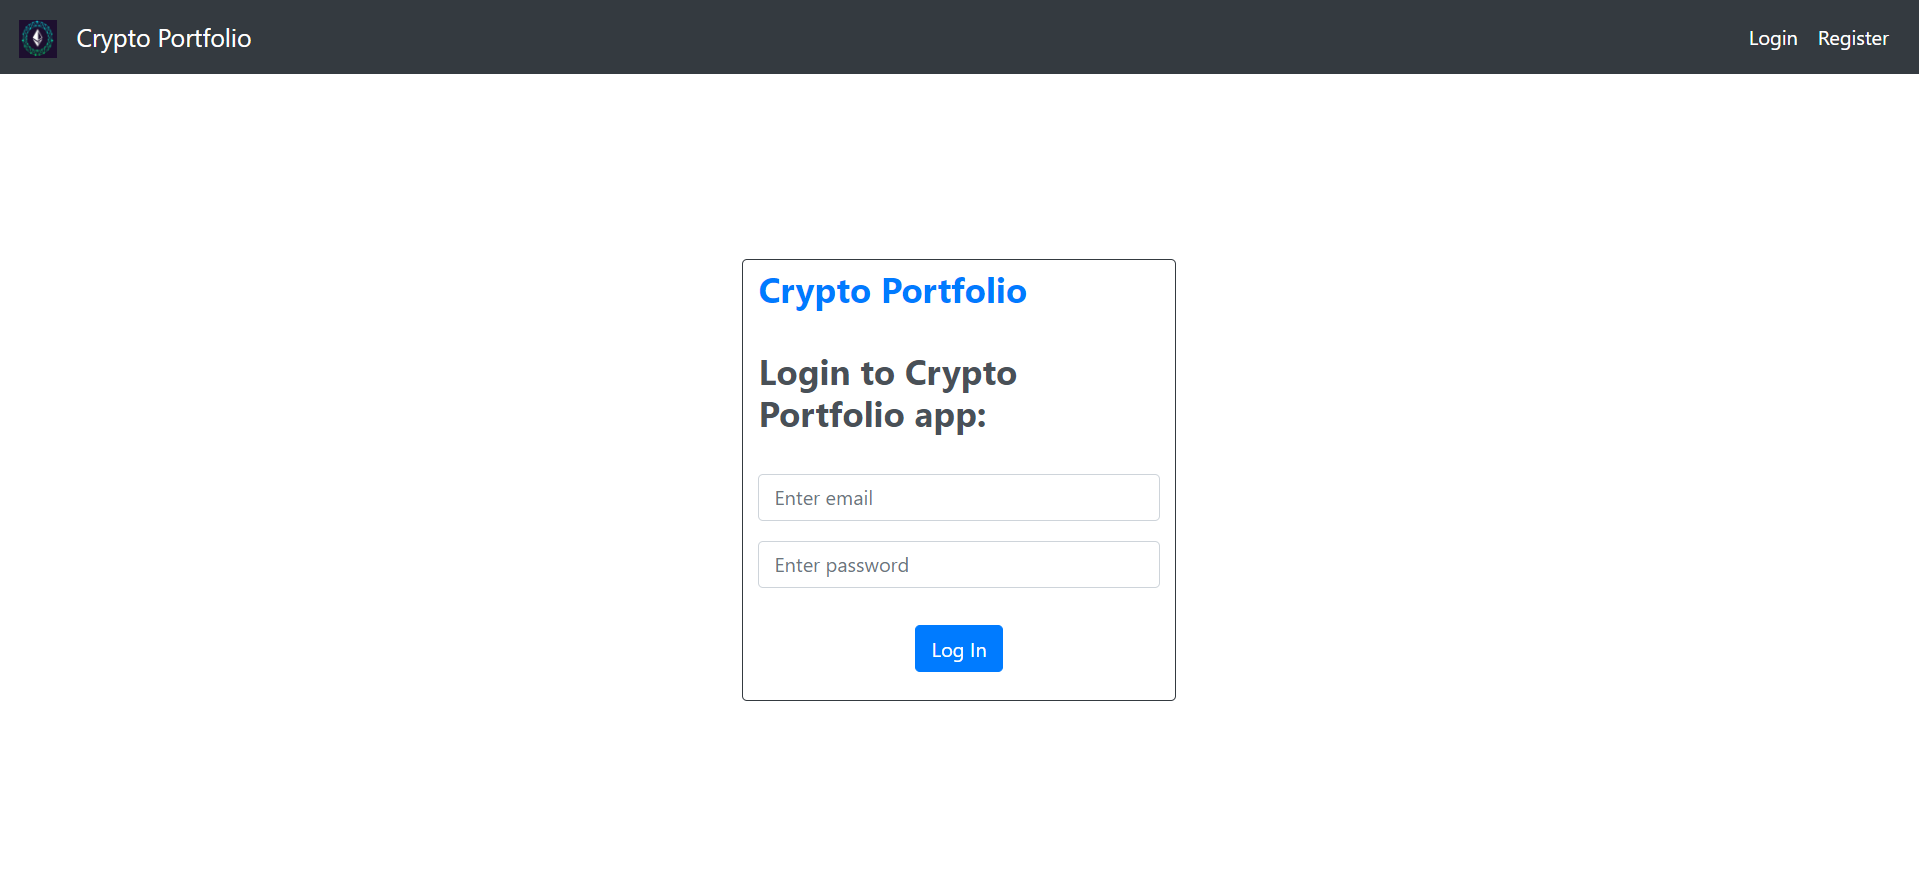 Crypto Portfolio
Login Register
Crypto Portfolio
Login to Crypto
Portfolio app:
Enter email
Enter password
Log In